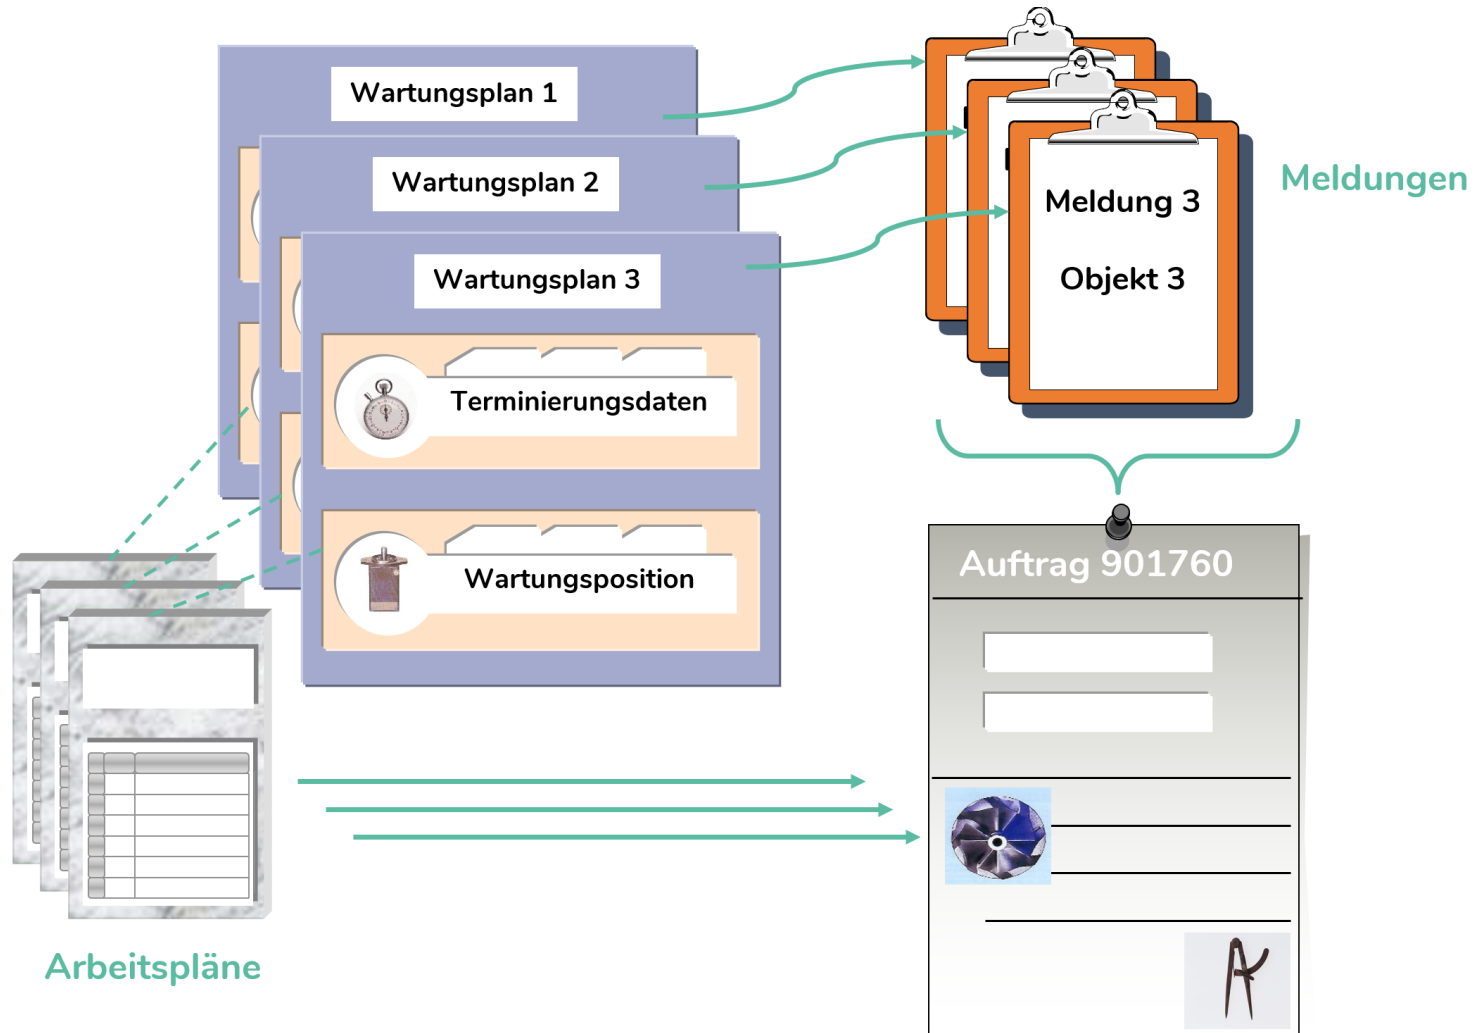 Wartungsplan 1
Wartungsplan 2
Wartungsplan 3
Terminierungsdaten
Wartungsposition
Meldung 3
Objekt 3
Meldungen
Auftrag 901760
Arbeitspläne